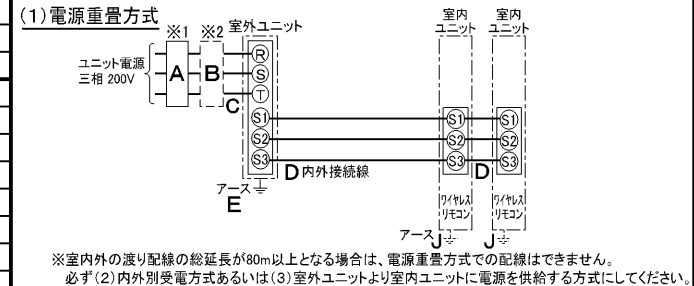 (1)電源重畳方式
※1 ※2 室外ユニット
室内ユニット 室内ユニット
ユニット電源
三相 200V
A B C
R
S
T
S1 S1 S1
S2 S2 S2
S3 S3 D S3
D 内外接続線
アース
E
ワイヤレス
リモコン
ワイヤレス
リモコン
アース J J
※室内外の渡り配線の総延長が80m以上となる場合は、電源重畳方式での配線はできません。
必ず(2)内外別受電方式あるいは(3)室外ユニットより室内ユニットに電源を供給する方式にしてください。